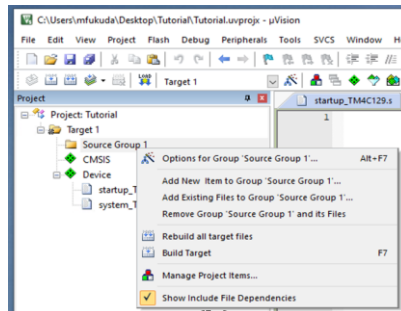 C:\Users\mfukuda\Desktop\Tutorial\Tutorial.uvprojx - µVision
File Edit View Project Flash Debug Peripherals Tools SVCS Window
LOAD Target 1
Project
startup_TM4C129.s
Project: Tutorial
1
Target 1
Source Group 1
CMSIS
Options for Group 'Source Group 1'... Alt+F7
Device
Add New Item to Group 'Source Group 1'...
startup_T
Add Existing Files to Group 'Source Group 1'...
system_T
Remove Group 'Source Group 1' and its Files
Rebuild all target files
Build Target F7
Manage Project Items...
Show Include File Dependencies